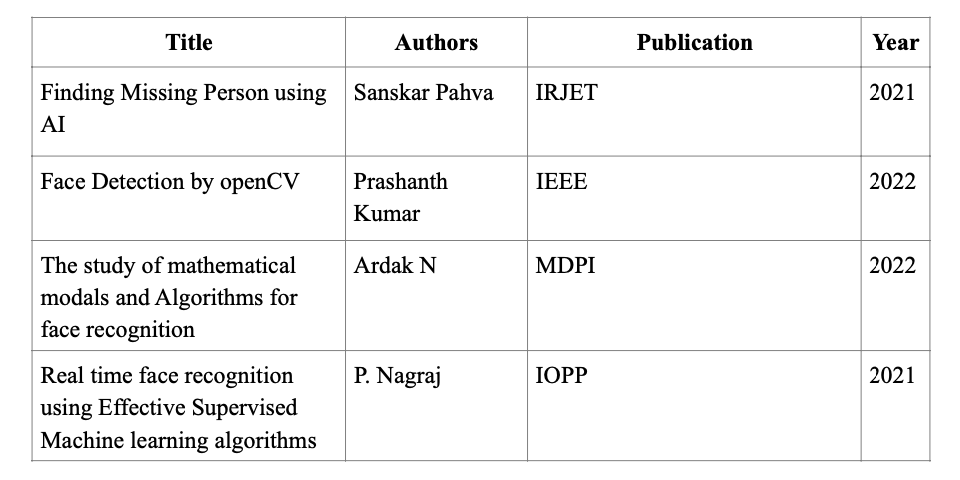 Title Authors Publication Year
Finding Missing Person using Sanskar Pahva IRJET 2021
AI
Face Detection by openCV Prashanth IEEE 2022
Kumar
The study of mathematical Ardak N MDPI 2022
modals and Algorithms for
face recognition
Real time face recognition P. Nagraj IOPP 2021
using Effective Supervised
Machine learning algorithms